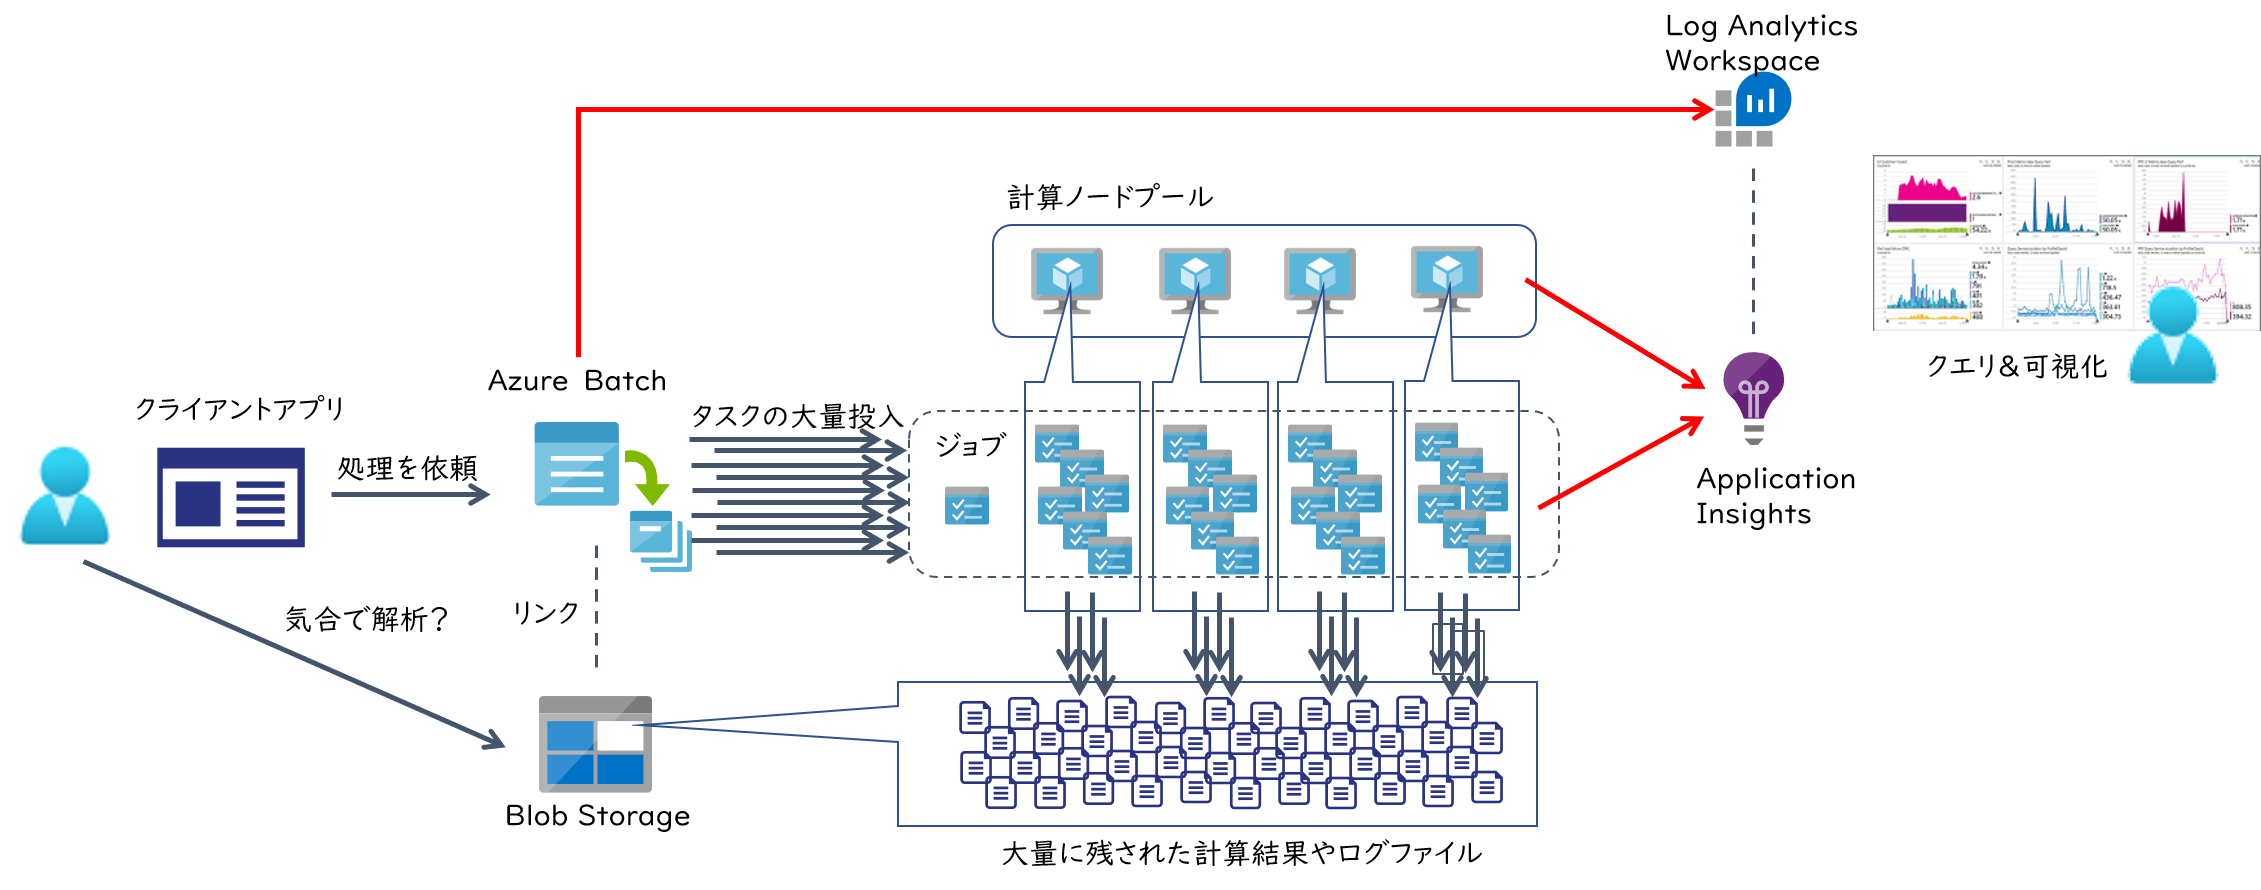 Log Analytics
Workspace
計算ノードプール
Azure Batch
クライアントアプリ
タスクの大量投入
ジョブ
処理を依頼
クエリ&可視化
Application
Insights
気合で解析？
リンク
Blob Storage
大量に残された計算結果やログファイル